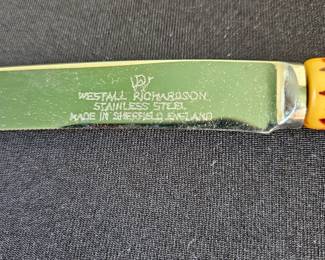 WESTALL RICHARDSON
STAINLESS STEEL
MADE IN SHEFFIELD, ENGLAND